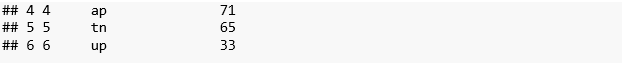 ## 4 4     ap              71
## 5 5     tn              65
## 6 6     up              33